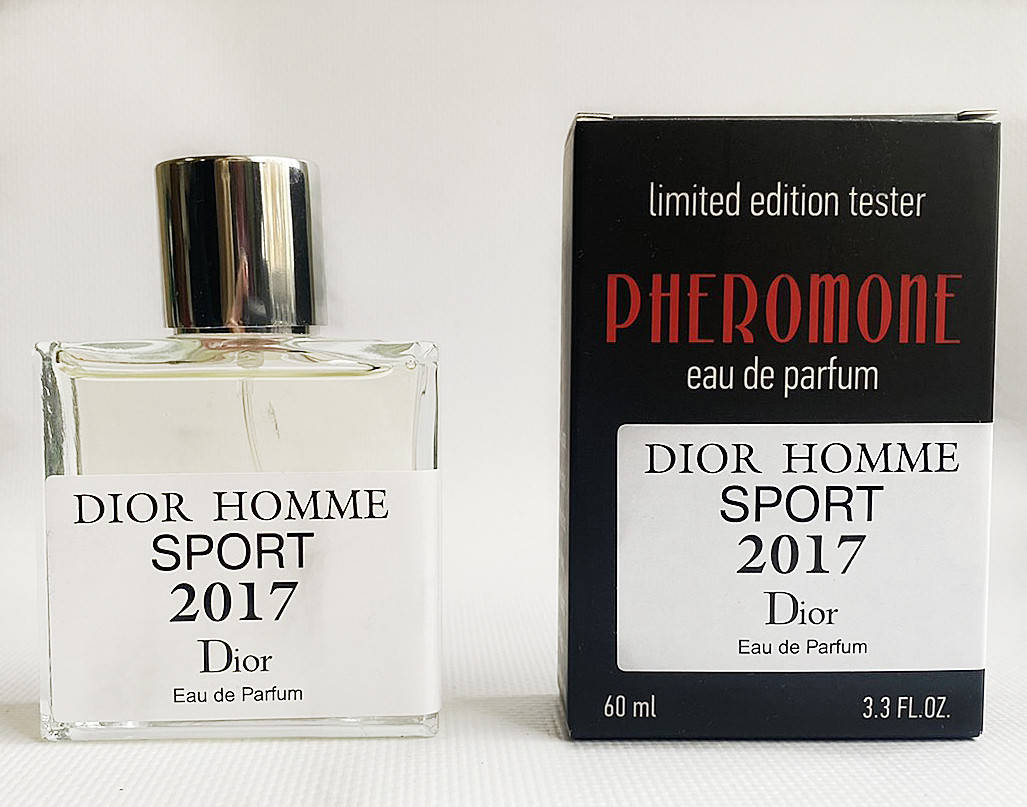 DIOR HOMME
SPORT
2017
Dior
Eau de Parfum
limited edition tester
PHEROMONE
eau de parfum
DIOR HOMME
SPORT
2017
Dior
Eau de Parfum
60 ml
3.3 FL.OZ.